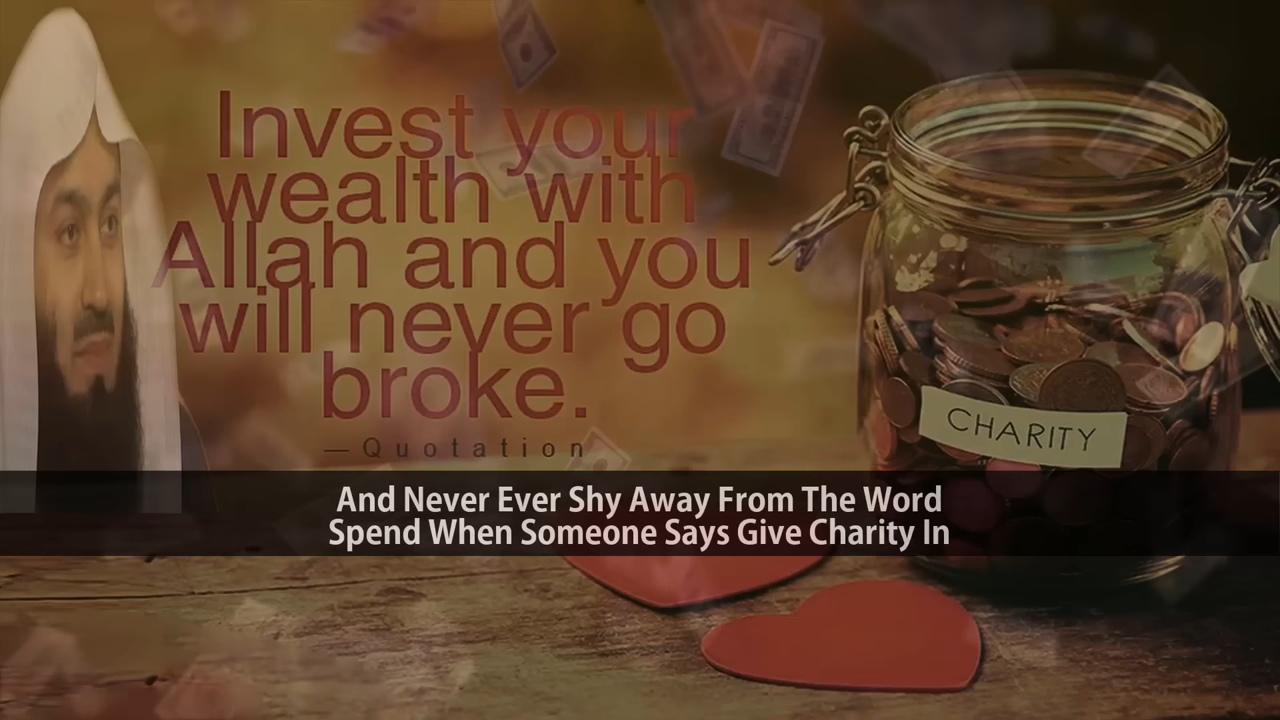 Invest your
wealth with
Allah and you
will never go
broke.
— Quotation
CHARITY
And Never Ever Shy Away From The Word
Spend When Someone Says Give Charity In